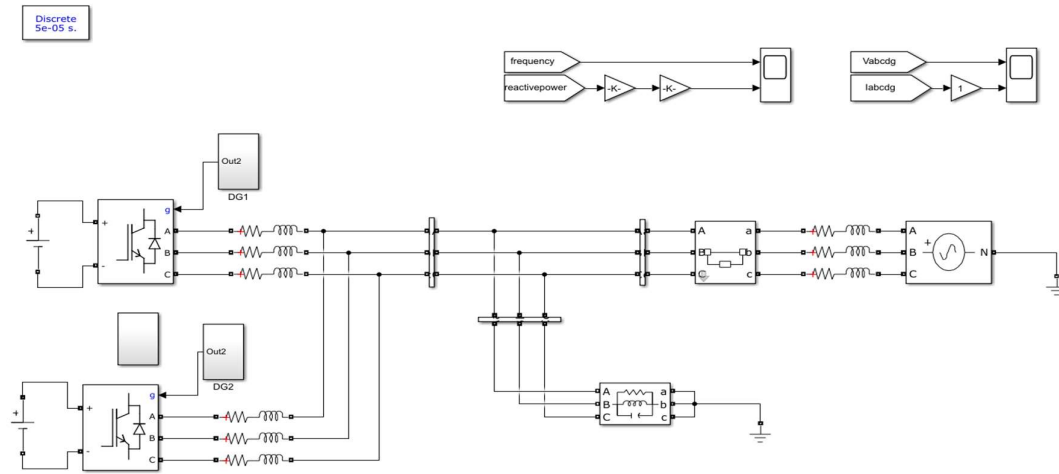 Discrete
5e-05 s.
frequency
reactivepower
-K-
-K-
Vabcdg
Iabcdg
1
Out2
DG1
+
+
-
g
A
B
C
A
B
C
a
b
c
A
B
C
+
N
Out2
DG2
+
+
-
g
A
B
C
A
B
C
a
b
c